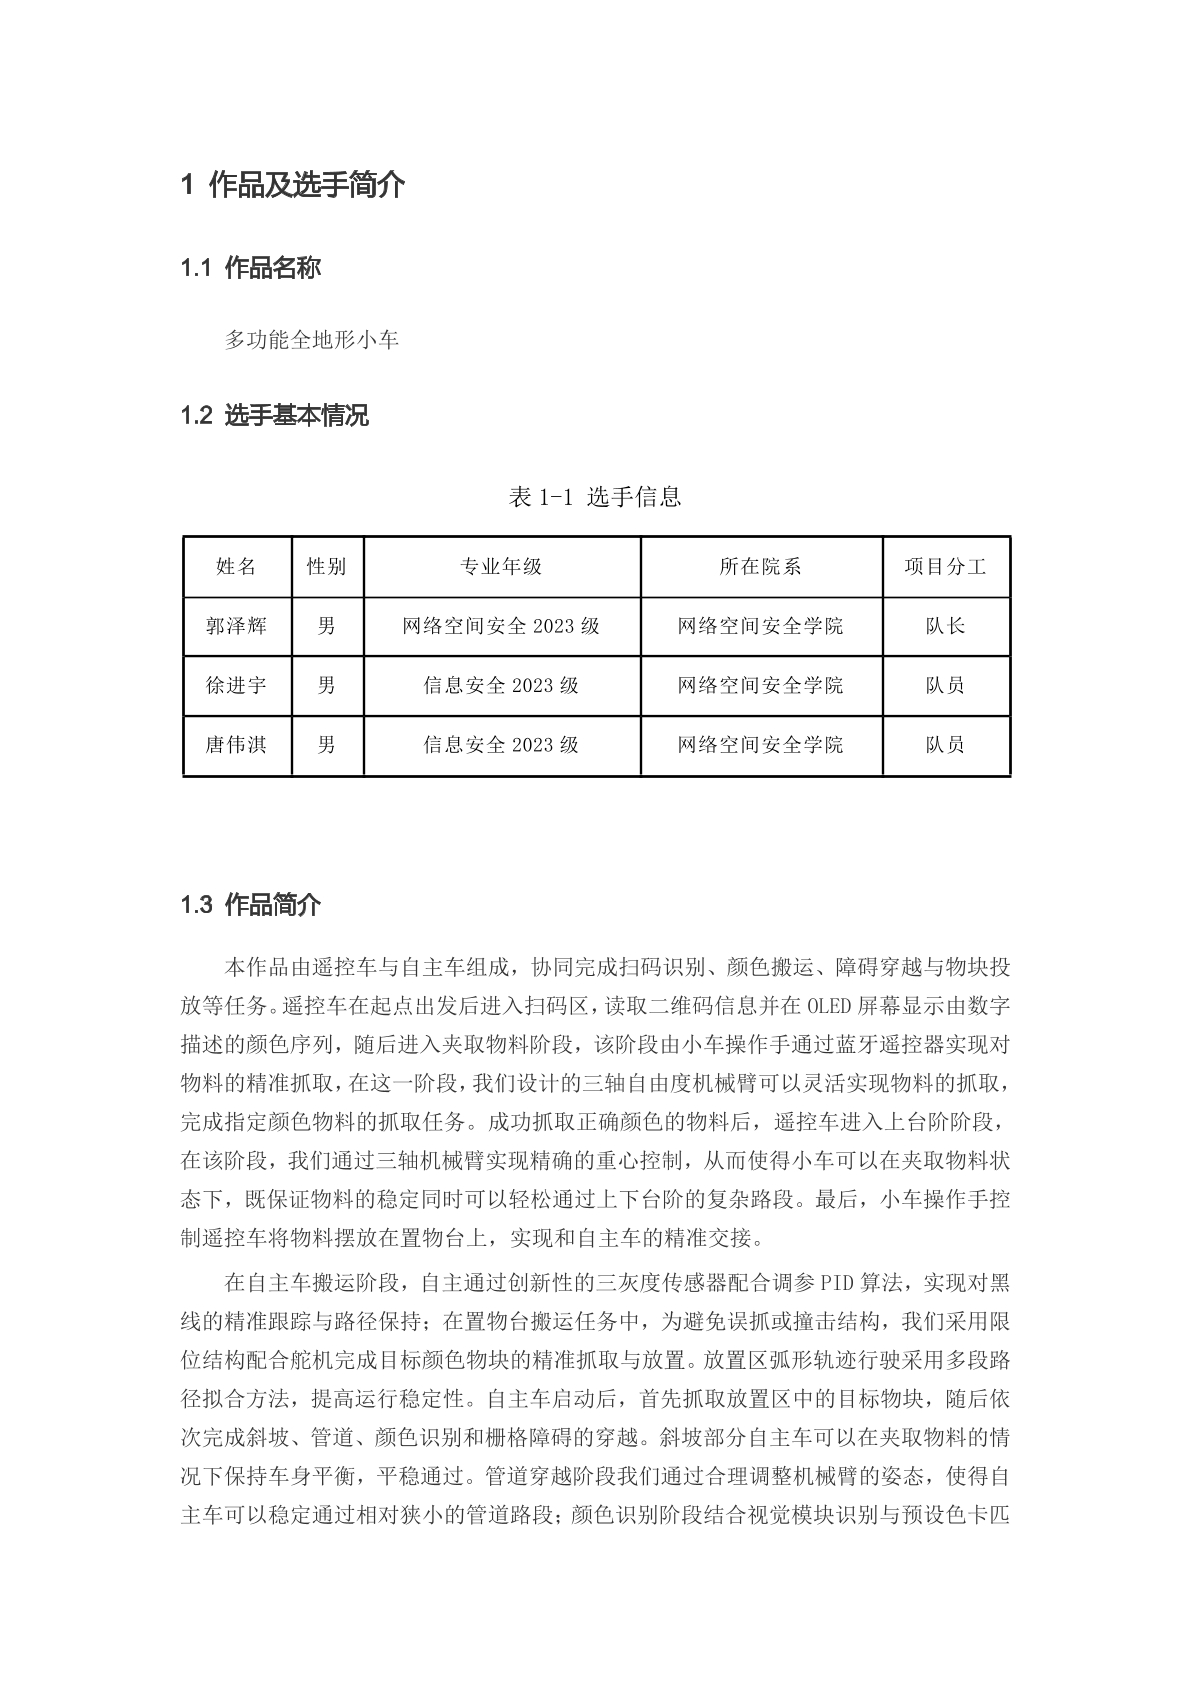 1 作品及选手简介
1.1 作品名称
多功能全地形小车
1.2 选手基本情况
表 1-1 选手信息
姓名 性别 专业年级 所在院系 项目分工
郭泽辉 男 网络空间安全 2023 级 网络空间安全学院 队长
徐进宇 男 信息安全 2023 级 网络空间安全学院 队员
唐伟淇 男 信息安全 2023 级 网络空间安全学院 队员
1.3 作品简介
本作品由遥控车与自主车组成，协同完成扫码识别、颜色搬运、障碍穿越与物块投
放等任务。遥控车在起点出发后进入扫码区，读取二维码信息并在 OLED 屏幕显示由数字
描述的颜色序列，随后进入夹取物料阶段，该阶段由小车操作手通过蓝牙遥控器实现对
物料的精准抓取，在这一阶段，我们设计的三轴自由度机械臂可以灵活实现物料的抓取，
完成指定颜色物料的抓取任务。成功抓取正确颜色的物料后，遥控车进入上台阶阶段，
在该阶段，我们通过三轴机械臂实现精确的重心控制，从而使得小车可以在夹取物料状
态下，既保证物料的稳定同时可以轻松通过上下台阶的复杂路段。最后，小车操作手控
制遥控车将物料摆放在置物台上，实现和自主车的精准交接。
在自主车搬运阶段，自主通过创新性的三灰度传感器配合调参 PID 算法，实现对黑
线的精准跟踪与路径保持；在置物台搬运任务中，为避免误抓或撞击结构，我们采用限
位结构配合舵机完成目标颜色物块的精准抓取与放置。放置区弧形轨迹行驶采用多段路
径拟合方法，提高运行稳定性。自主车启动后，首先抓取放置区中的目标物块，随后依
次完成斜坡、管道、颜色识别和栅格障碍的穿越。斜坡部分自主车可以在夹取物料的情
况下保持车身平衡，平稳通过。管道穿越阶段我们通过合理调整机械臂的姿态，使得自
主车可以稳定通过相对狭小的管道路段；颜色识别阶段结合视觉模块识别与预设色卡匹